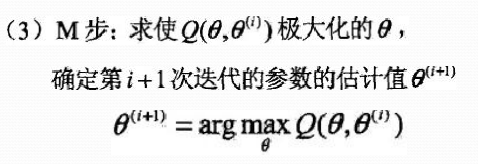 （3）M步：求使Q(θ,θ⁽ⁱ⁾)极大化的θ，
确定第i+1次迭代的参数的估计值θ⁽ⁱ⁺¹⁾
θ⁽ⁱ⁺¹⁾ = arg max Q(θ,θ⁽ⁱ⁾)
θ